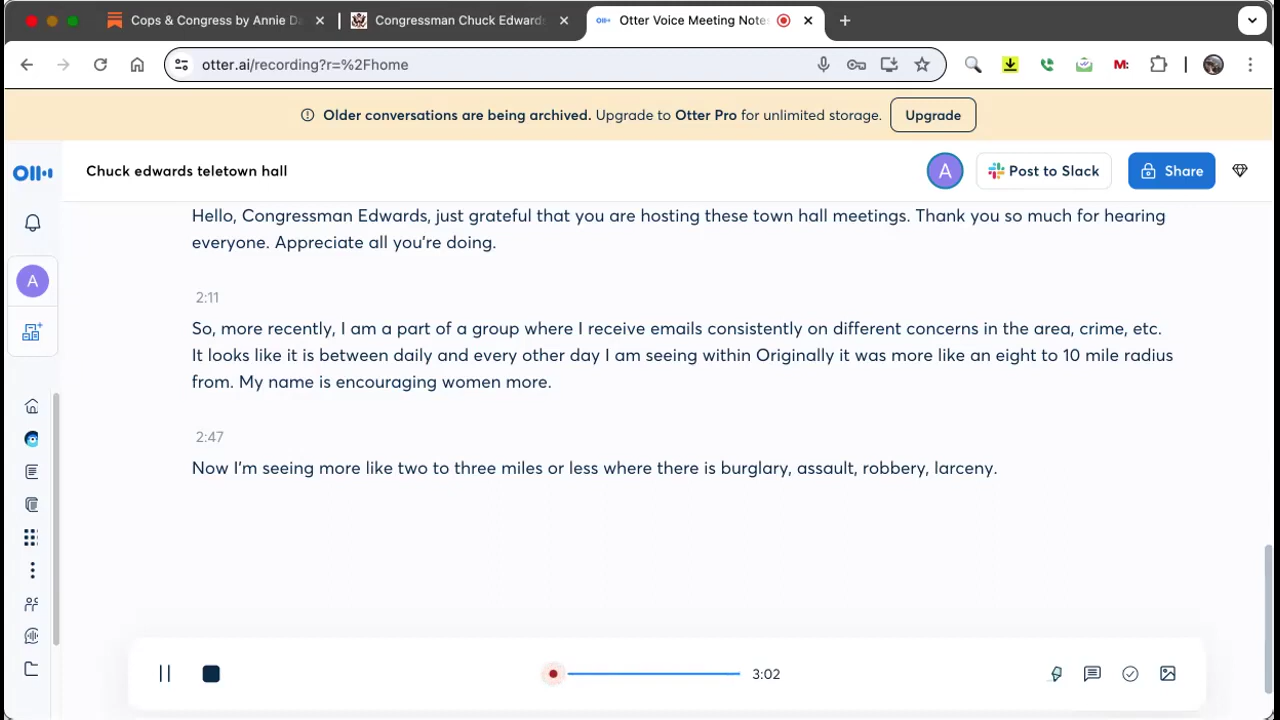 Cops & Congress by Annie Da
Congressman Chuck Edwards
Otter Voice Meeting Note
otter.ai/recording?r=%2Fhome
M:
Older conversations are being archived. Upgrade to Otter Pro for unlimited storage.
Upgrade
Chuck edwards teletown hall
A
Post to Slack
Share
A
Hello, Congressman Edwards, just grateful that you are hosting these town hall meetings. Thank you so much for hearing
everyone. Appreciate all you're doing.
2:11
So, more recently, I am a part of a group where I receive emails consistently on different concerns in the area, crime, etc.
It looks like it is between daily and every other day I am seeing within Originally it was more like an eight to 10 mile radius
from. My name is encouraging women more.
2:47
Now I'm seeing more like two to three miles or less where there is burglary, assault, robbery, larceny.
3:02